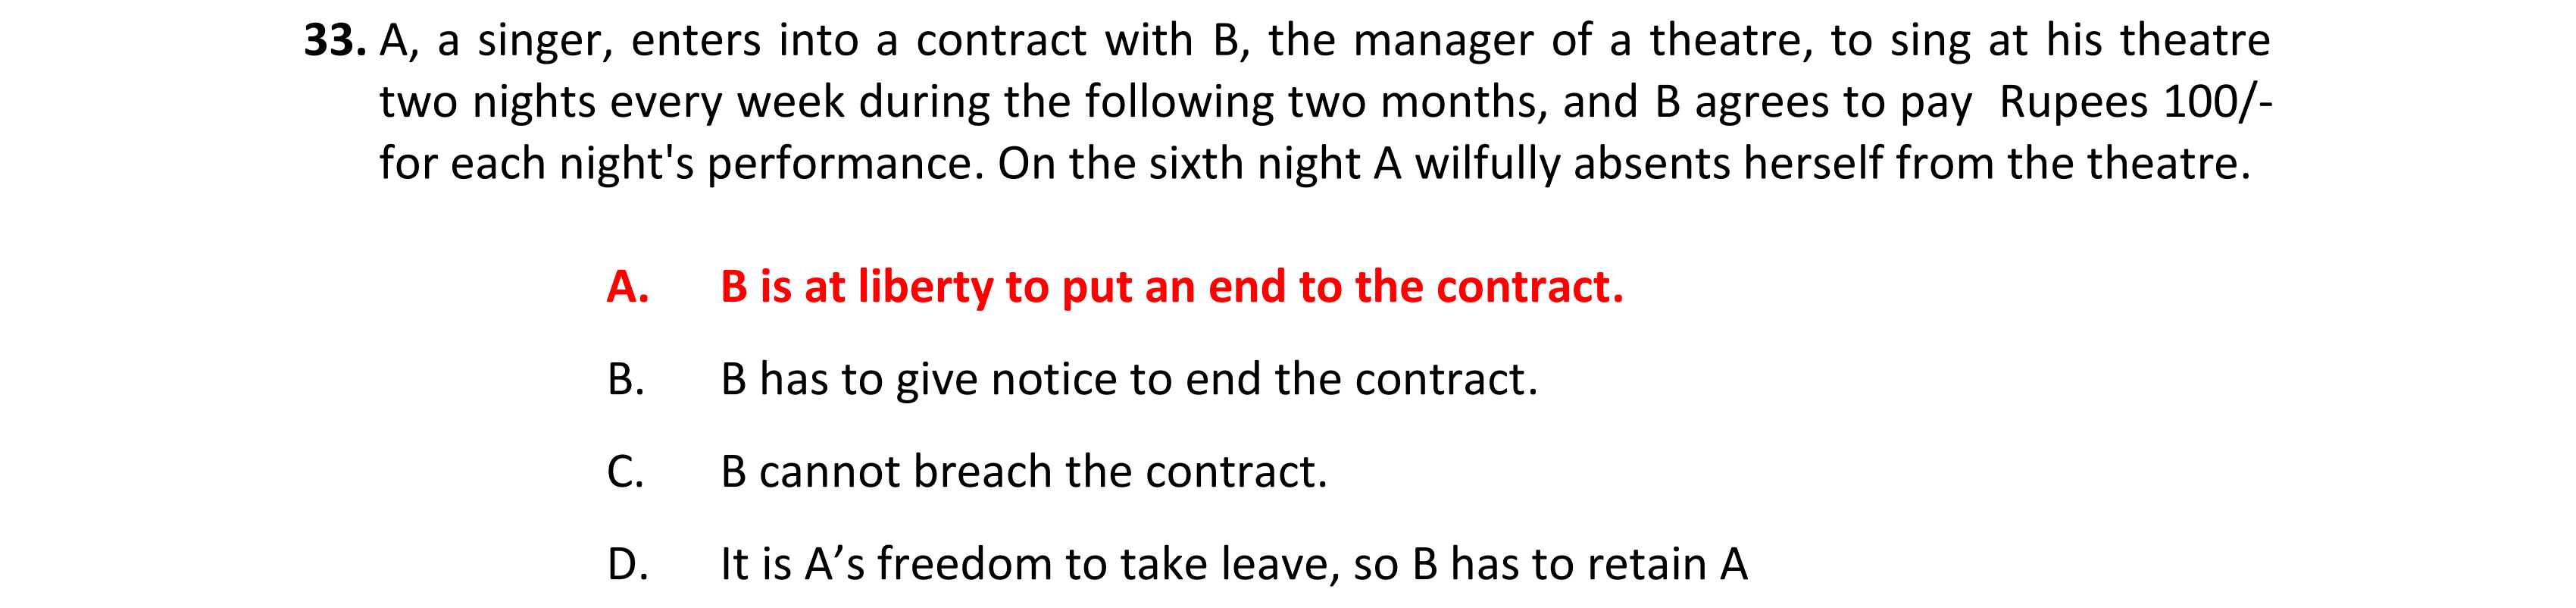 33. A, a singer, enters into a contract with B, the manager of a theatre, to sing at his theatre
two nights every week during the following two months, and B agrees to pay Rupees 100/-
for each night's performance. On the sixth night A wilfully absents herself from the theatre.
A. B is at liberty to put an end to the contract.
B. B has to give notice to end the contract.
C. B cannot breach the contract.
D. It is A’s freedom to take leave, so B has to retain A